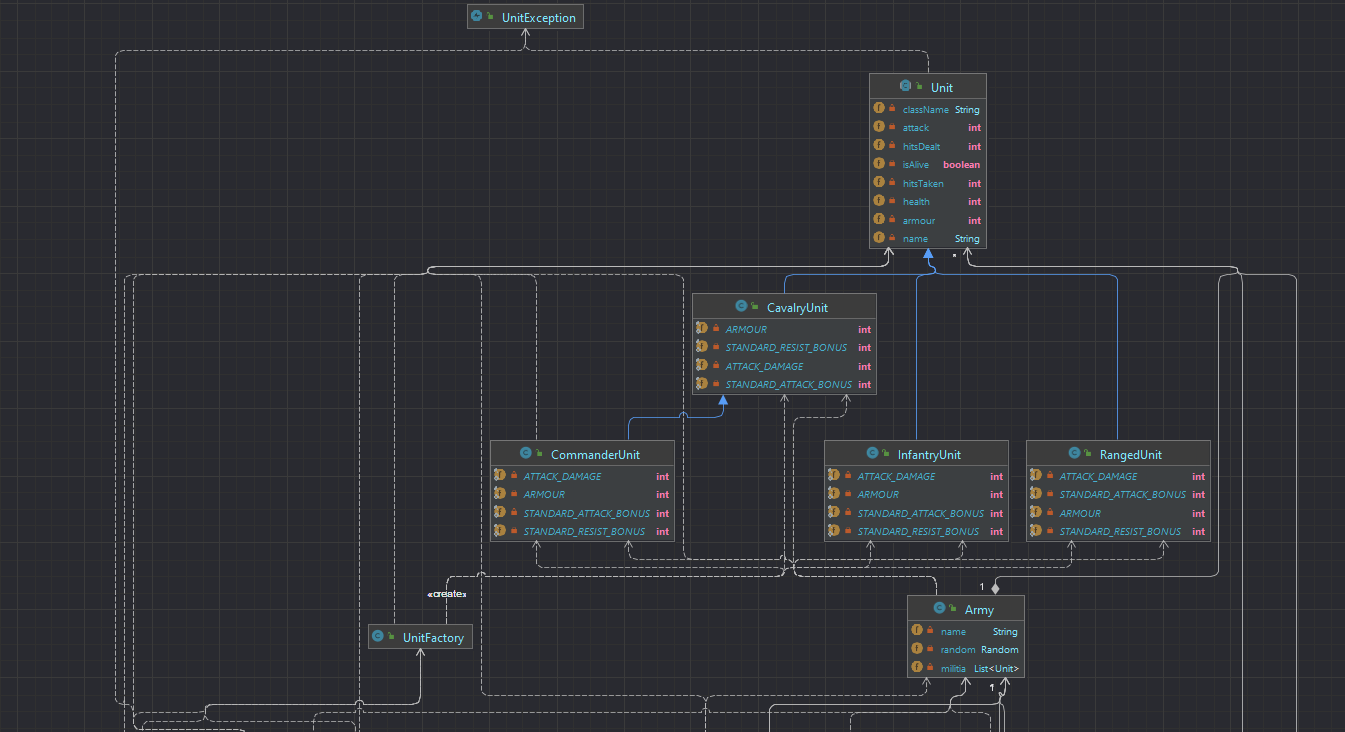 UnitException
Unit
className String
attack int
hitsDealt int
isAlive boolean
hitsTaken int
health int
armour int
name String
*
CavalryUnit
ARMOUR int
STANDARD_RESIST_BONUS int
ATTACK_DAMAGE int
STANDARD_ATTACK_BONUS int
CommanderUnit
ATTACK_DAMAGE int
ARMOUR int
STANDARD_ATTACK_BONUS int
STANDARD_RESIST_BONUS int
InfantryUnit
ATTACK_DAMAGE int
ARMOUR int
STANDARD_ATTACK_BONUS int
STANDARD_RESIST_BONUS int
RangedUnit
ATTACK_DAMAGE int
STANDARD_ATTACK_BONUS int
ARMOUR int
STANDARD_RESIST_BONUS int
«create»
1
UnitFactory
Army
name String
random Random
militia List<Unit>
1